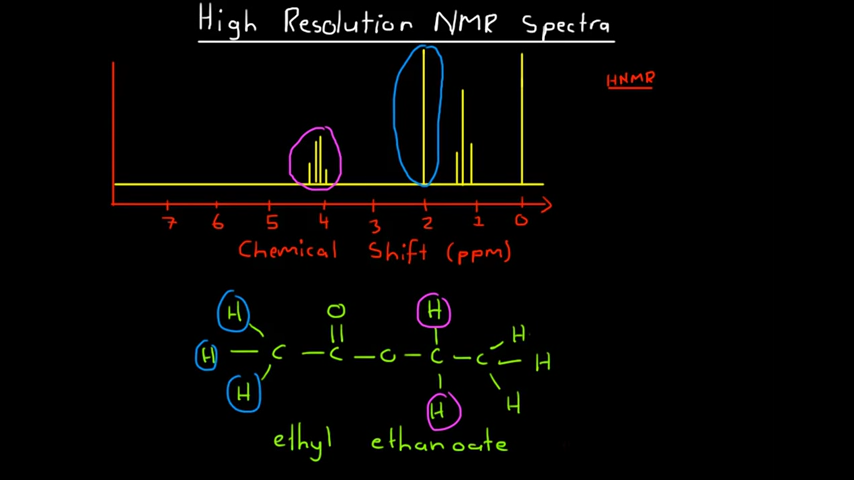 High Resolution NMR Spectra
HNMR
7 6 5 4 3 2 1 0
Chemical Shift (ppm)
H O H H
H C C O C C H
H H H
ethyl ethanoate